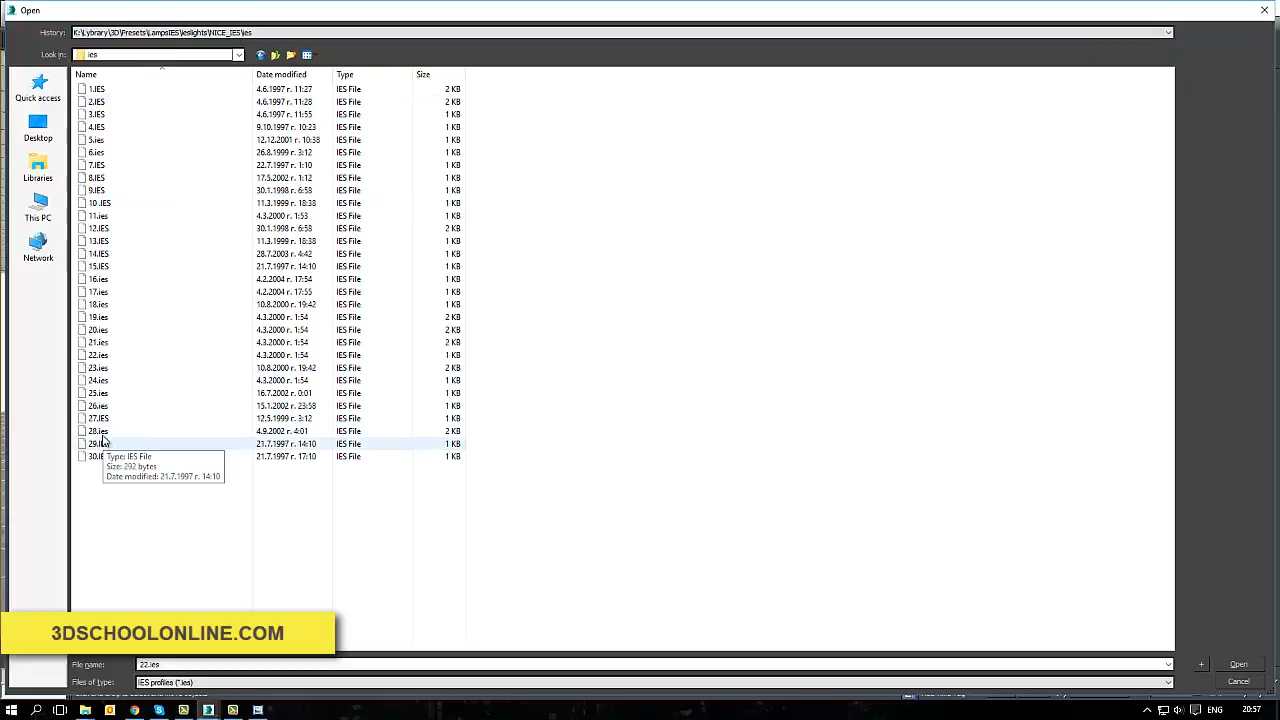 Open
History: K:\Lybrary\3D\Presets\LampsIES\ieslights\NICE_IES\ies
Look in: ies
Name Date modified Type Size
Quick access
Desktop
Libraries
This PC
Network
1.IES 4.6.1997 г. 11:27 IES File 2 KB
2.IES 4.6.1997 г. 11:28 IES File 2 KB
3.IES 4.6.1997 г. 11:55 IES File 1 KB
4.IES 9.10.1997 г. 10:23 IES File 1 KB
5.ies 12.12.2001 г. 10:38 IES File 1 KB
6.ies 26.8.1999 г. 3:12 IES File 1 KB
7.IES 22.7.1997 г. 1:10 IES File 1 KB
8.IES 17.5.2002 г. 1:12 IES File 1 KB
9.IES 30.1.1998 г. 6:58 IES File 1 KB
10 .IES 11.3.1999 г. 18:38 IES File 1 KB
11.ies 4.3.2000 г. 1:53 IES File 1 KB
12.IES 30.1.1998 г. 6:58 IES File 2 KB
13.IES 11.3.1999 г. 18:38 IES File 1 KB
14.IES 28.7.2003 г. 4:42 IES File 1 KB
15.IES 21.7.1997 г. 14:10 IES File 1 KB
16.ies 4.2.2004 г. 17:54 IES File 1 KB
17.ies 4.2.2004 г. 17:55 IES File 1 KB
18.ies 10.8.2000 г. 19:42 IES File 2 KB
19.ies 4.3.2000 г. 1:54 IES File 1 KB
20.ies 4.3.2000 г. 1:54 IES File 1 KB
21.ies 4.3.2000 г. 1:54 IES File 1 KB
22.ies 4.3.2000 г. 1:54 IES File 1 KB
23.ies 10.8.2000 г. 19:42 IES File 2 KB
24.ies 4.3.2000 г. 1:54 IES File 1 KB
25.ies 16.7.2002 г. 0:01 IES File 1 KB
26.ies 15.1.2002 г. 23:58 IES File 1 KB
27.IES 12.5.1999 г. 3:12 IES File 1 KB
28.ies 4.9.2002 г. 4:01 IES File 2 KB
29. 21.7.1997 г. 14:10 IES File 1 KB
30. 21.7.1997 г. 17:10 IES File 1 KB
Type: IES File
Size: 292 bytes
Date modified: 21.7.1997 г. 14:10
3DSCHOOLONLINE.COM
File name: 22.ies + Open
Files of type: IES profiles (*.ies) Cancel
ENG 20:57